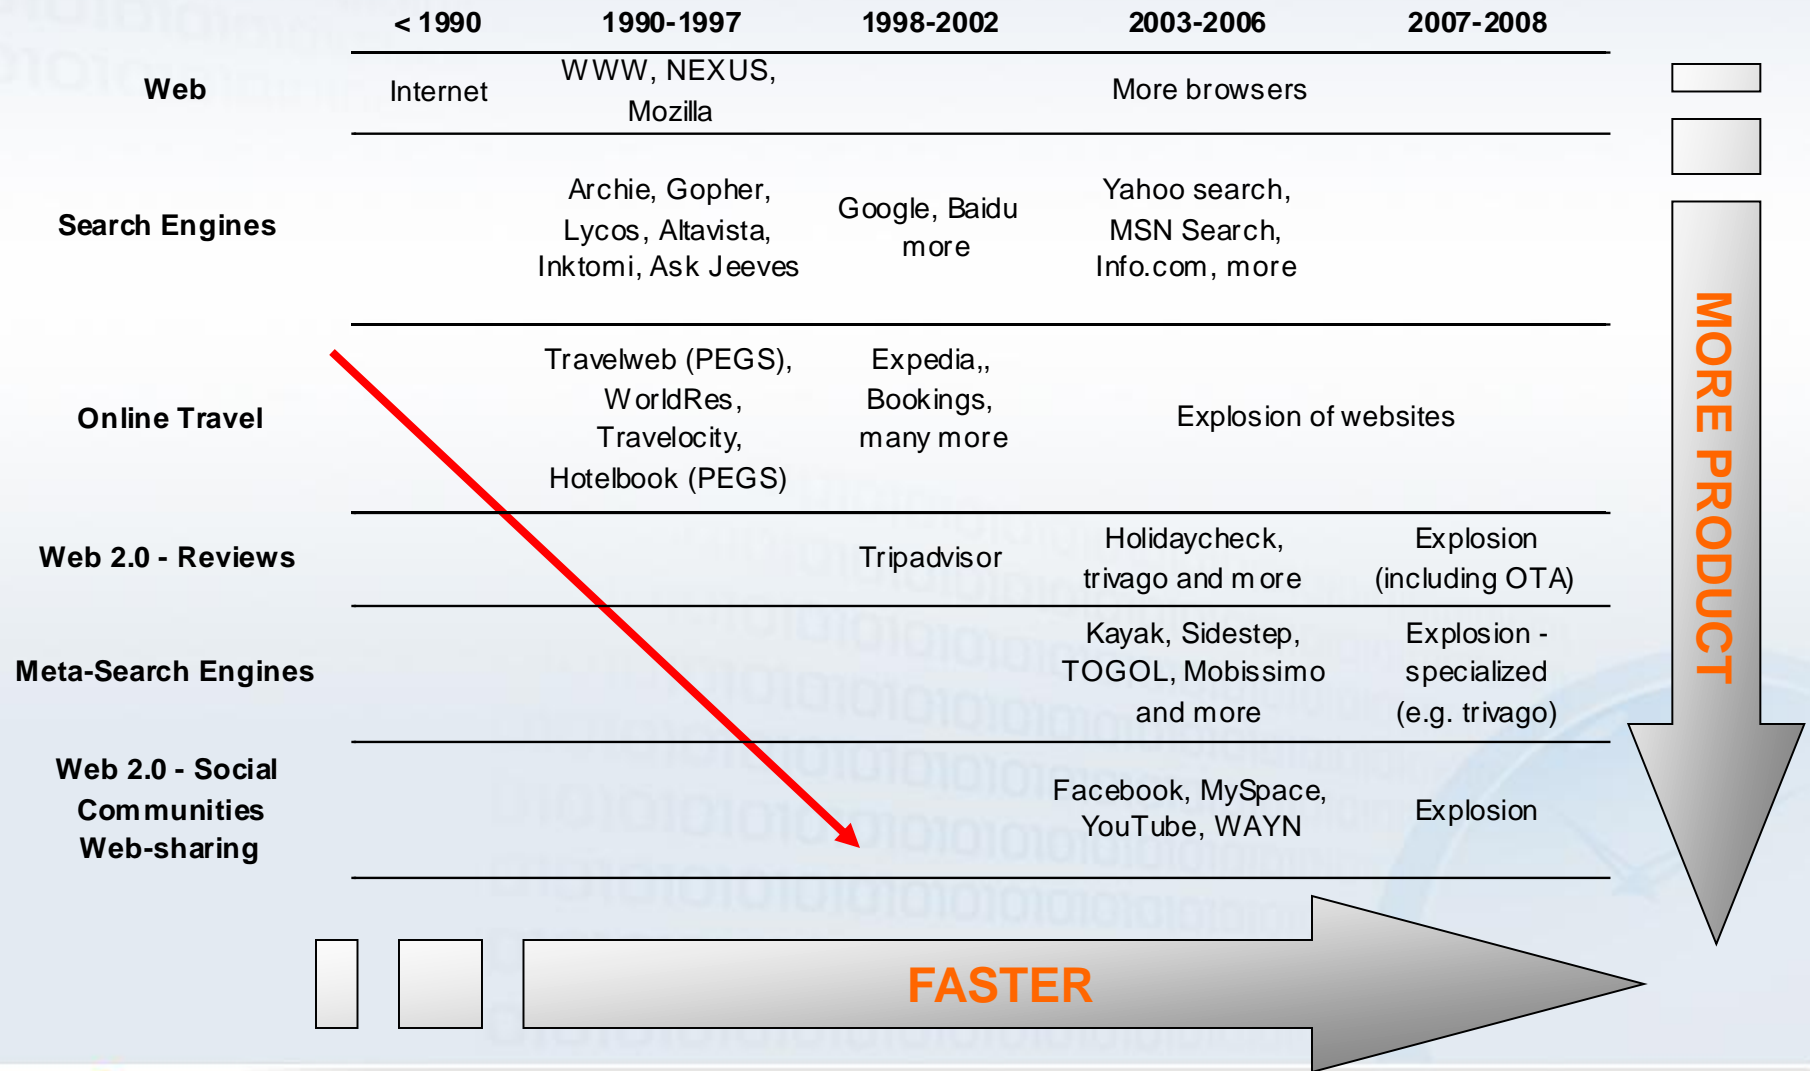 < 1990 1990-1997 1998-2002 2003-2006 2007-2008
Web
Internet
WWW, NEXUS,
Mozilla
More browsers
Search Engines
Archie, Gopher,
Lycos, Altavista,
Inktomi, Ask Jeeves
Google, Baidu
more
Yahoo search,
MSN Search,
Info.com, more
Online Travel
Travelweb (PEGS),
WorldRes,
Travelocity,
Hotelbook (PEGS)
Expedia,,
Bookings,
many more
Explosion of websites
Web 2.0 - Reviews
Tripadvisor
Holidaycheck,
trivago and more
Explosion
(including OTA)
Meta-Search Engines
Kayak, Sidestep,
TOGOL, Mobissimo
and more
Explosion -
specialized
(e.g. trivago)
Web 2.0 - Social
Communities
Web-sharing
Facebook, MySpace,
YouTube, WAYN
Explosion
MORE PRODUCT
FASTER